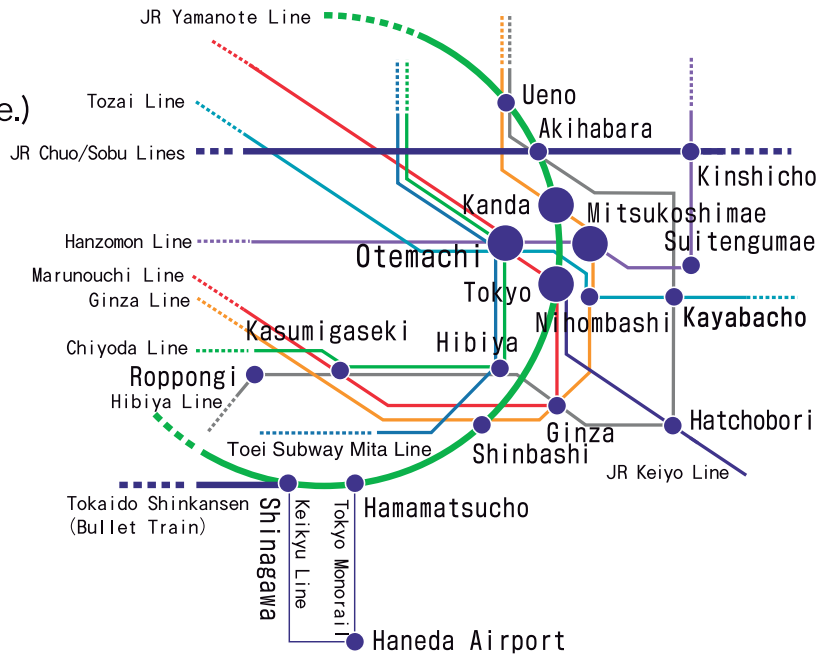 JR Yamanote Line
e.)
Tozai Line
Ueno
Akihabara
JR Chuo/Sobu Lines
Kinshicho
Kanda
Mitsukoshimae
Hanzomon Line
Otemachi
Suitengumae
Marunouchi Line
Tokyo
Ginza Line
Nihombashi
Kayabacho
Kasumigaseki
Hibiya
Chiyoda Line
Roppongi
Hibiya Line
Ginza
Hatchobori
Toei Subway Mita Line
Shinbashi
JR Keiyo Line
Tokaido Shinkansen
(Bullet Train)
Shinagawa
Keikyu Line
Tokyo Monorail
Hamamatsucho
Haneda Airport